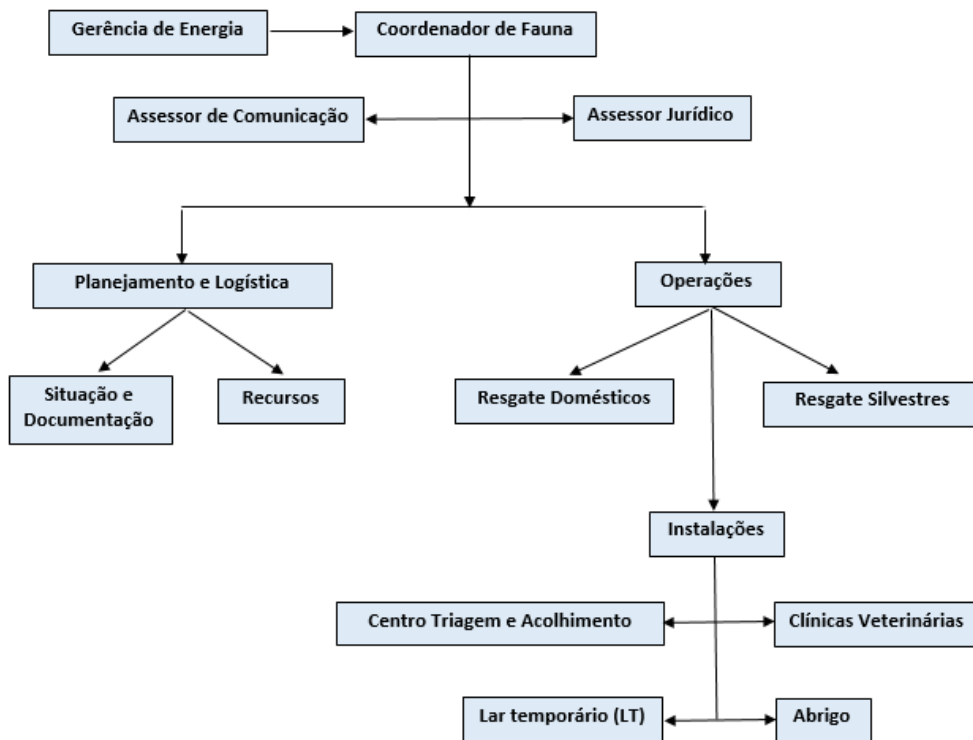 Gerência de Energia
Coordenador de Fauna
Assessor de Comunicação
Assessor Jurídico
Planejamento e Logística
Operações
Situação e
Documentação
Recursos
Resgate Domésticos
Resgate Silvestres
Instalações
Centro Triagem e Acolhimento
Clínicas Veterinárias
Lar temporário (LT)
Abrigo